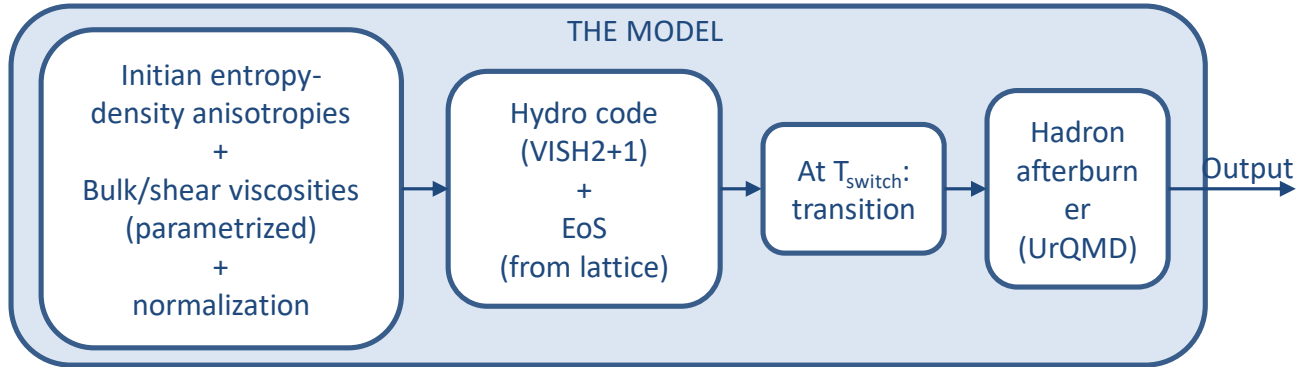 THE MODEL
Initian entropy-
density anisotropies
+
Bulk/shear viscosities
(parametrized)
+
normalization
Hydro code
(VISH2+1)
+
EoS
(from lattice)
At Tswitch:
transition
Hadron
afterburn
er
(UrQMD)
Output